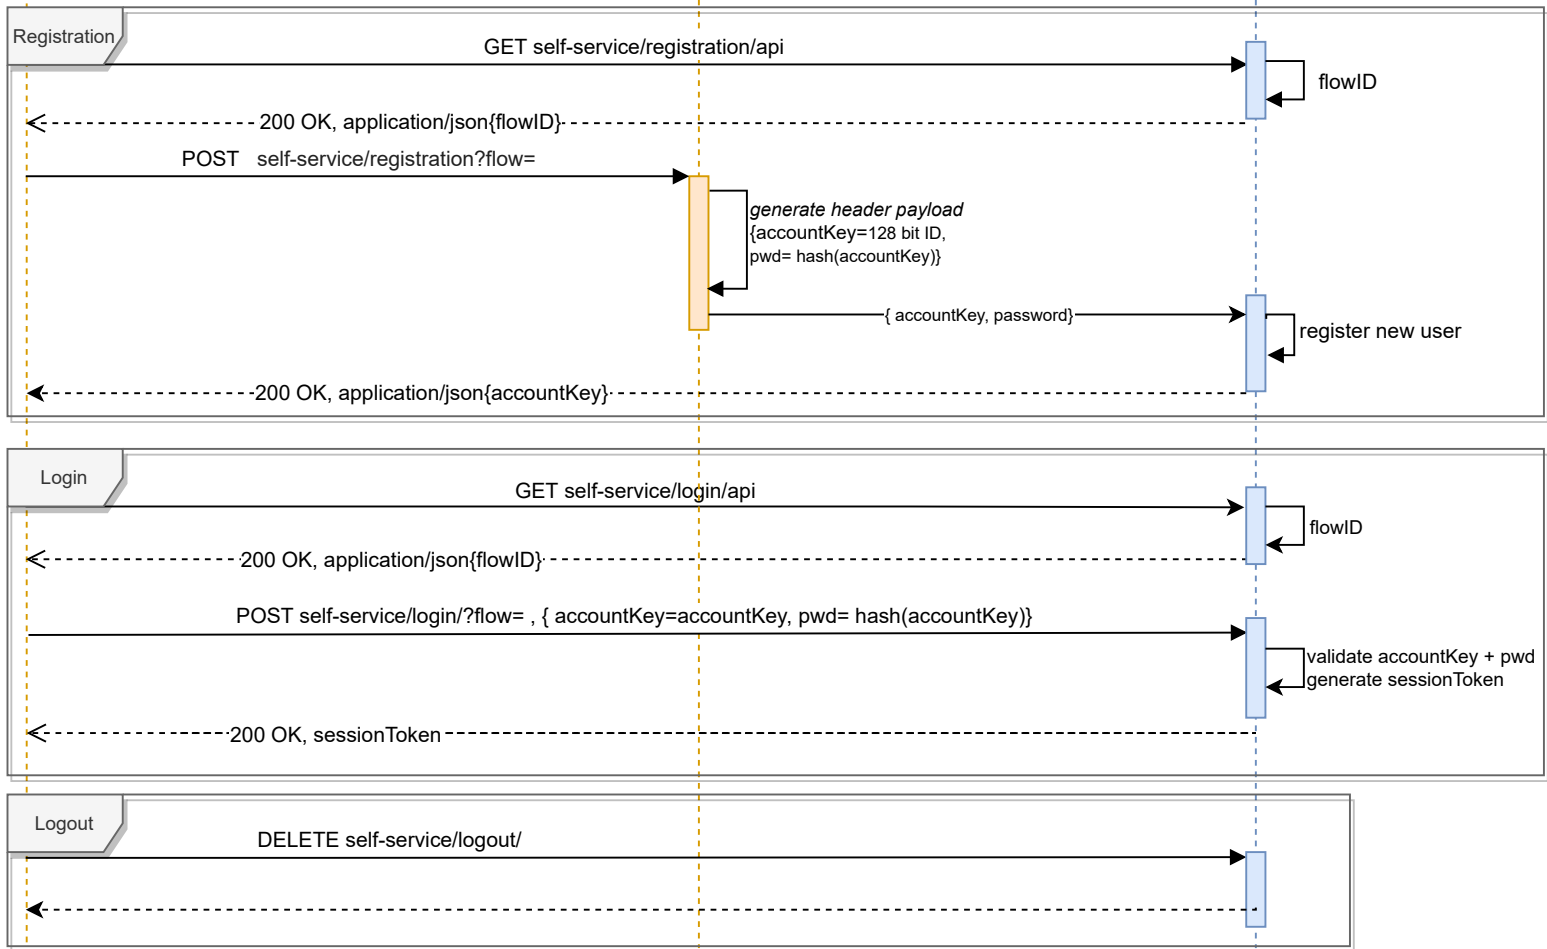 Registration
GET self-service/registration/api
flowID
200 OK, application/json{flowID}
POST self-service/registration?flow=
generate header payload
{accountKey=128 bit ID,
pwd= hash(accountKey)}
{ accountKey, password}
register new user
200 OK, application/json{accountKey}
Login
GET self-service/login/api
flowID
200 OK, application/json{flowID}
POST self-service/login/?flow= , { accountKey=accountKey, pwd= hash(accountKey)}
validate accountKey + pwd
generate sessionToken
200 OK, sessionToken
Logout
DELETE self-service/logout/